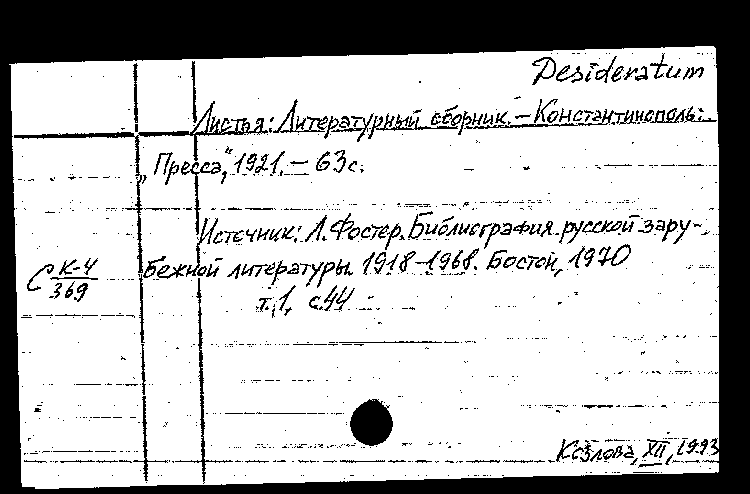 Desideratum
Листья: Литературный сборник. – Константинополь:
„Пресса", 1921. – 63 с.
Источник: Л. Фостер. Библиография русской зару-
С К-4/369 бежной литературы. 1918–1968. Бостон, 1970
т. 1, с. 44
Козлова, XII, 1993